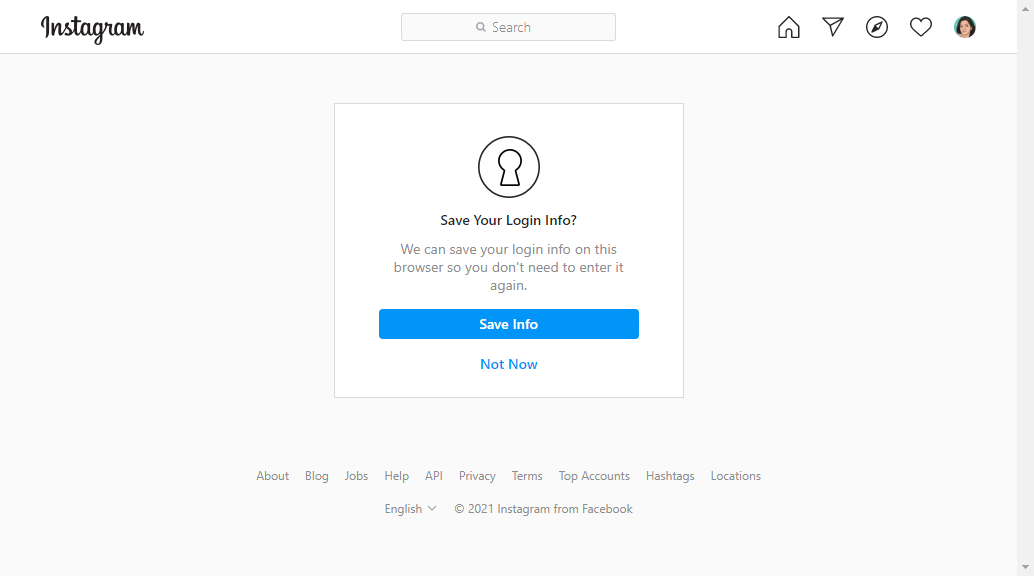 Instagram
Search
Save Your Login Info?
We can save your login info on this
browser so you don't need to enter it
again.
Save Info
Not Now
About Blog Jobs Help API Privacy Terms Top Accounts Hashtags Locations
English © 2021 Instagram from Facebook